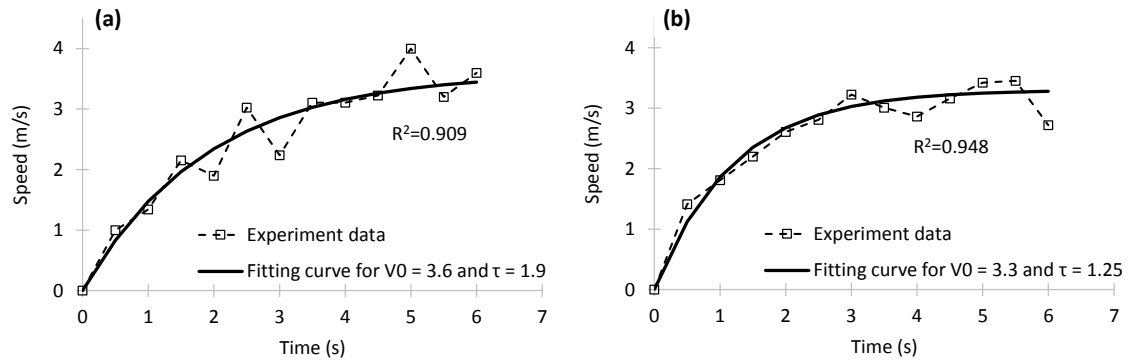 (a)
4
3
2
1
0
Speed (m/s)
R²=0.909
Experiment data
Fitting curve for V0 = 3.6 and τ = 1.9
0 1 2 3 4 5 6 7
Time (s)
(b)
4
3
2
1
0
Speed (m/s)
R²=0.948
Experiment data
Fitting curve for V0 = 3.3 and τ = 1.25
0 1 2 3 4 5 6 7
Time (s)